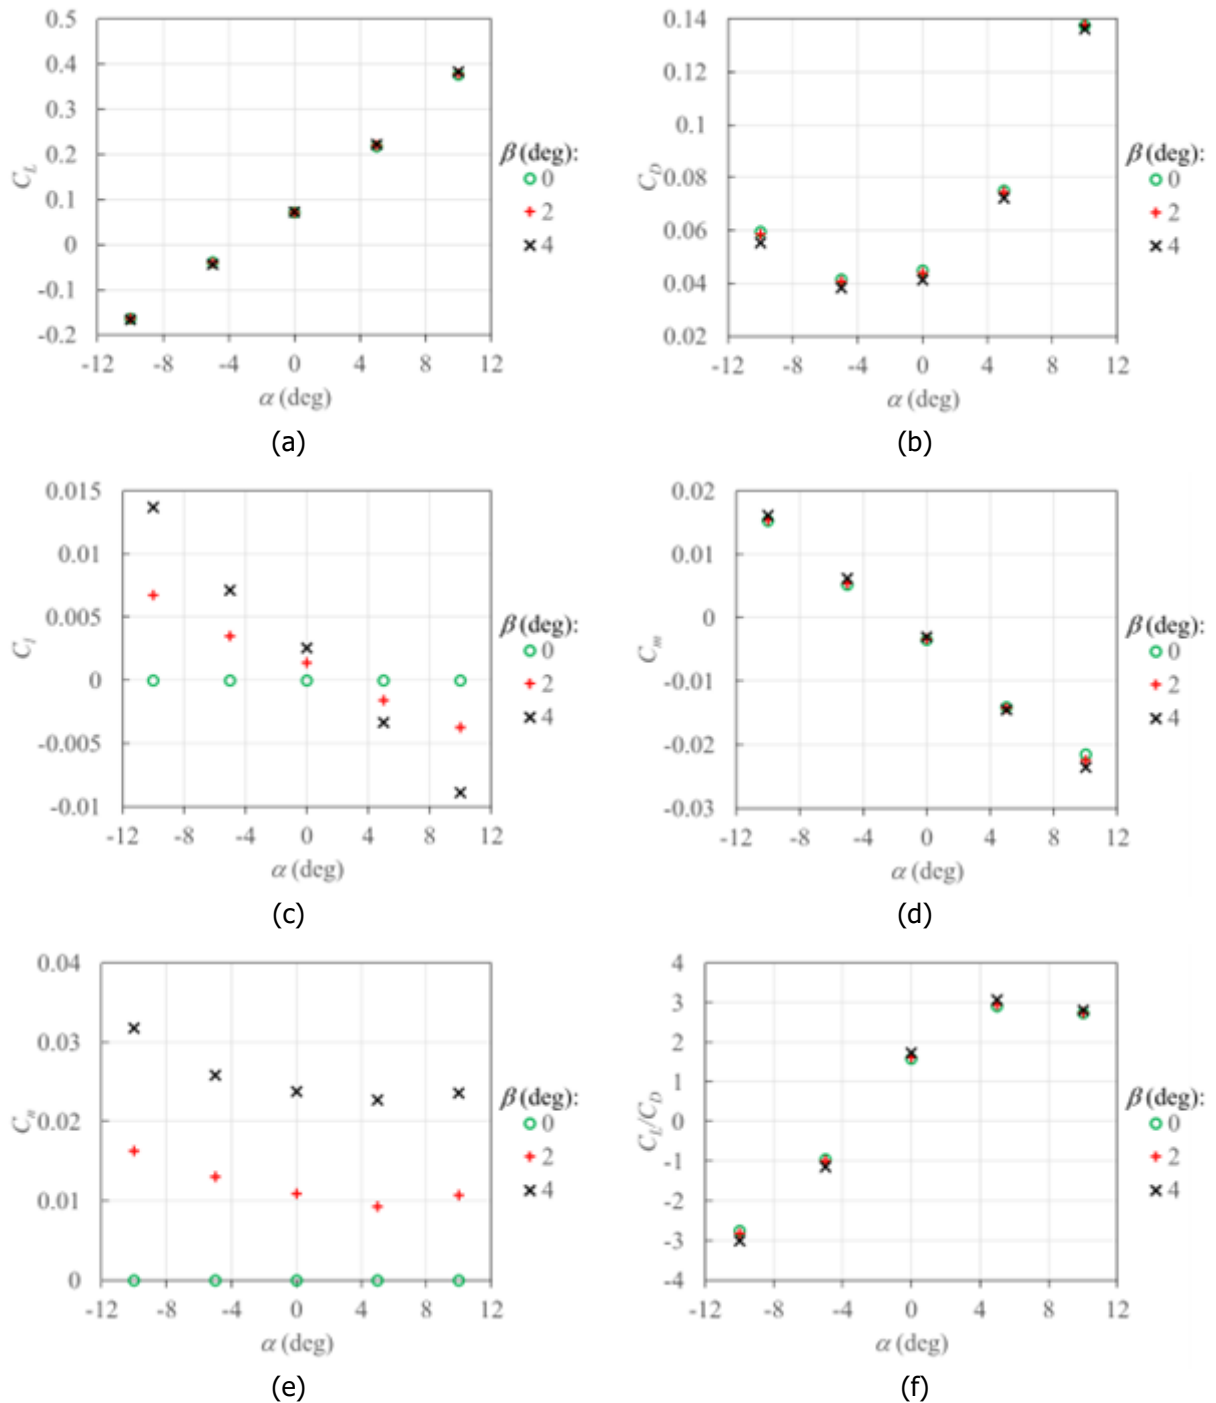 0.5
0.4
0.3
0.2
0.1
0
-0.1
-0.2
C_L
-12 -8 -4 0 4 8 12
α (deg)
β (deg):
0
2
4
(a)
0.14
0.12
0.1
0.08
0.06
0.04
0.02
C_D
-12 -8 -4 0 4 8 12
α (deg)
β (deg):
0
2
4
(b)
0.015
0.01
0.005
0
-0.005
-0.01
C_l
-12 -8 -4 0 4 8 12
α (deg)
β (deg):
0
2
4
(c)
0.02
0.01
0
-0.01
-0.02
-0.03
C_m
-12 -8 -4 0 4 8 12
α (deg)
β (deg):
0
2
4
(d)
0.04
0.03
0.02
0.01
0
C_n
-12 -8 -4 0 4 8 12
α (deg)
β (deg):
0
2
4
(e)
4
3
2
1
0
-1
-2
-3
-4
C_L/C_D
-12 -8 -4 0 4 8 12
α (deg)
β (deg):
0
2
4
(f)